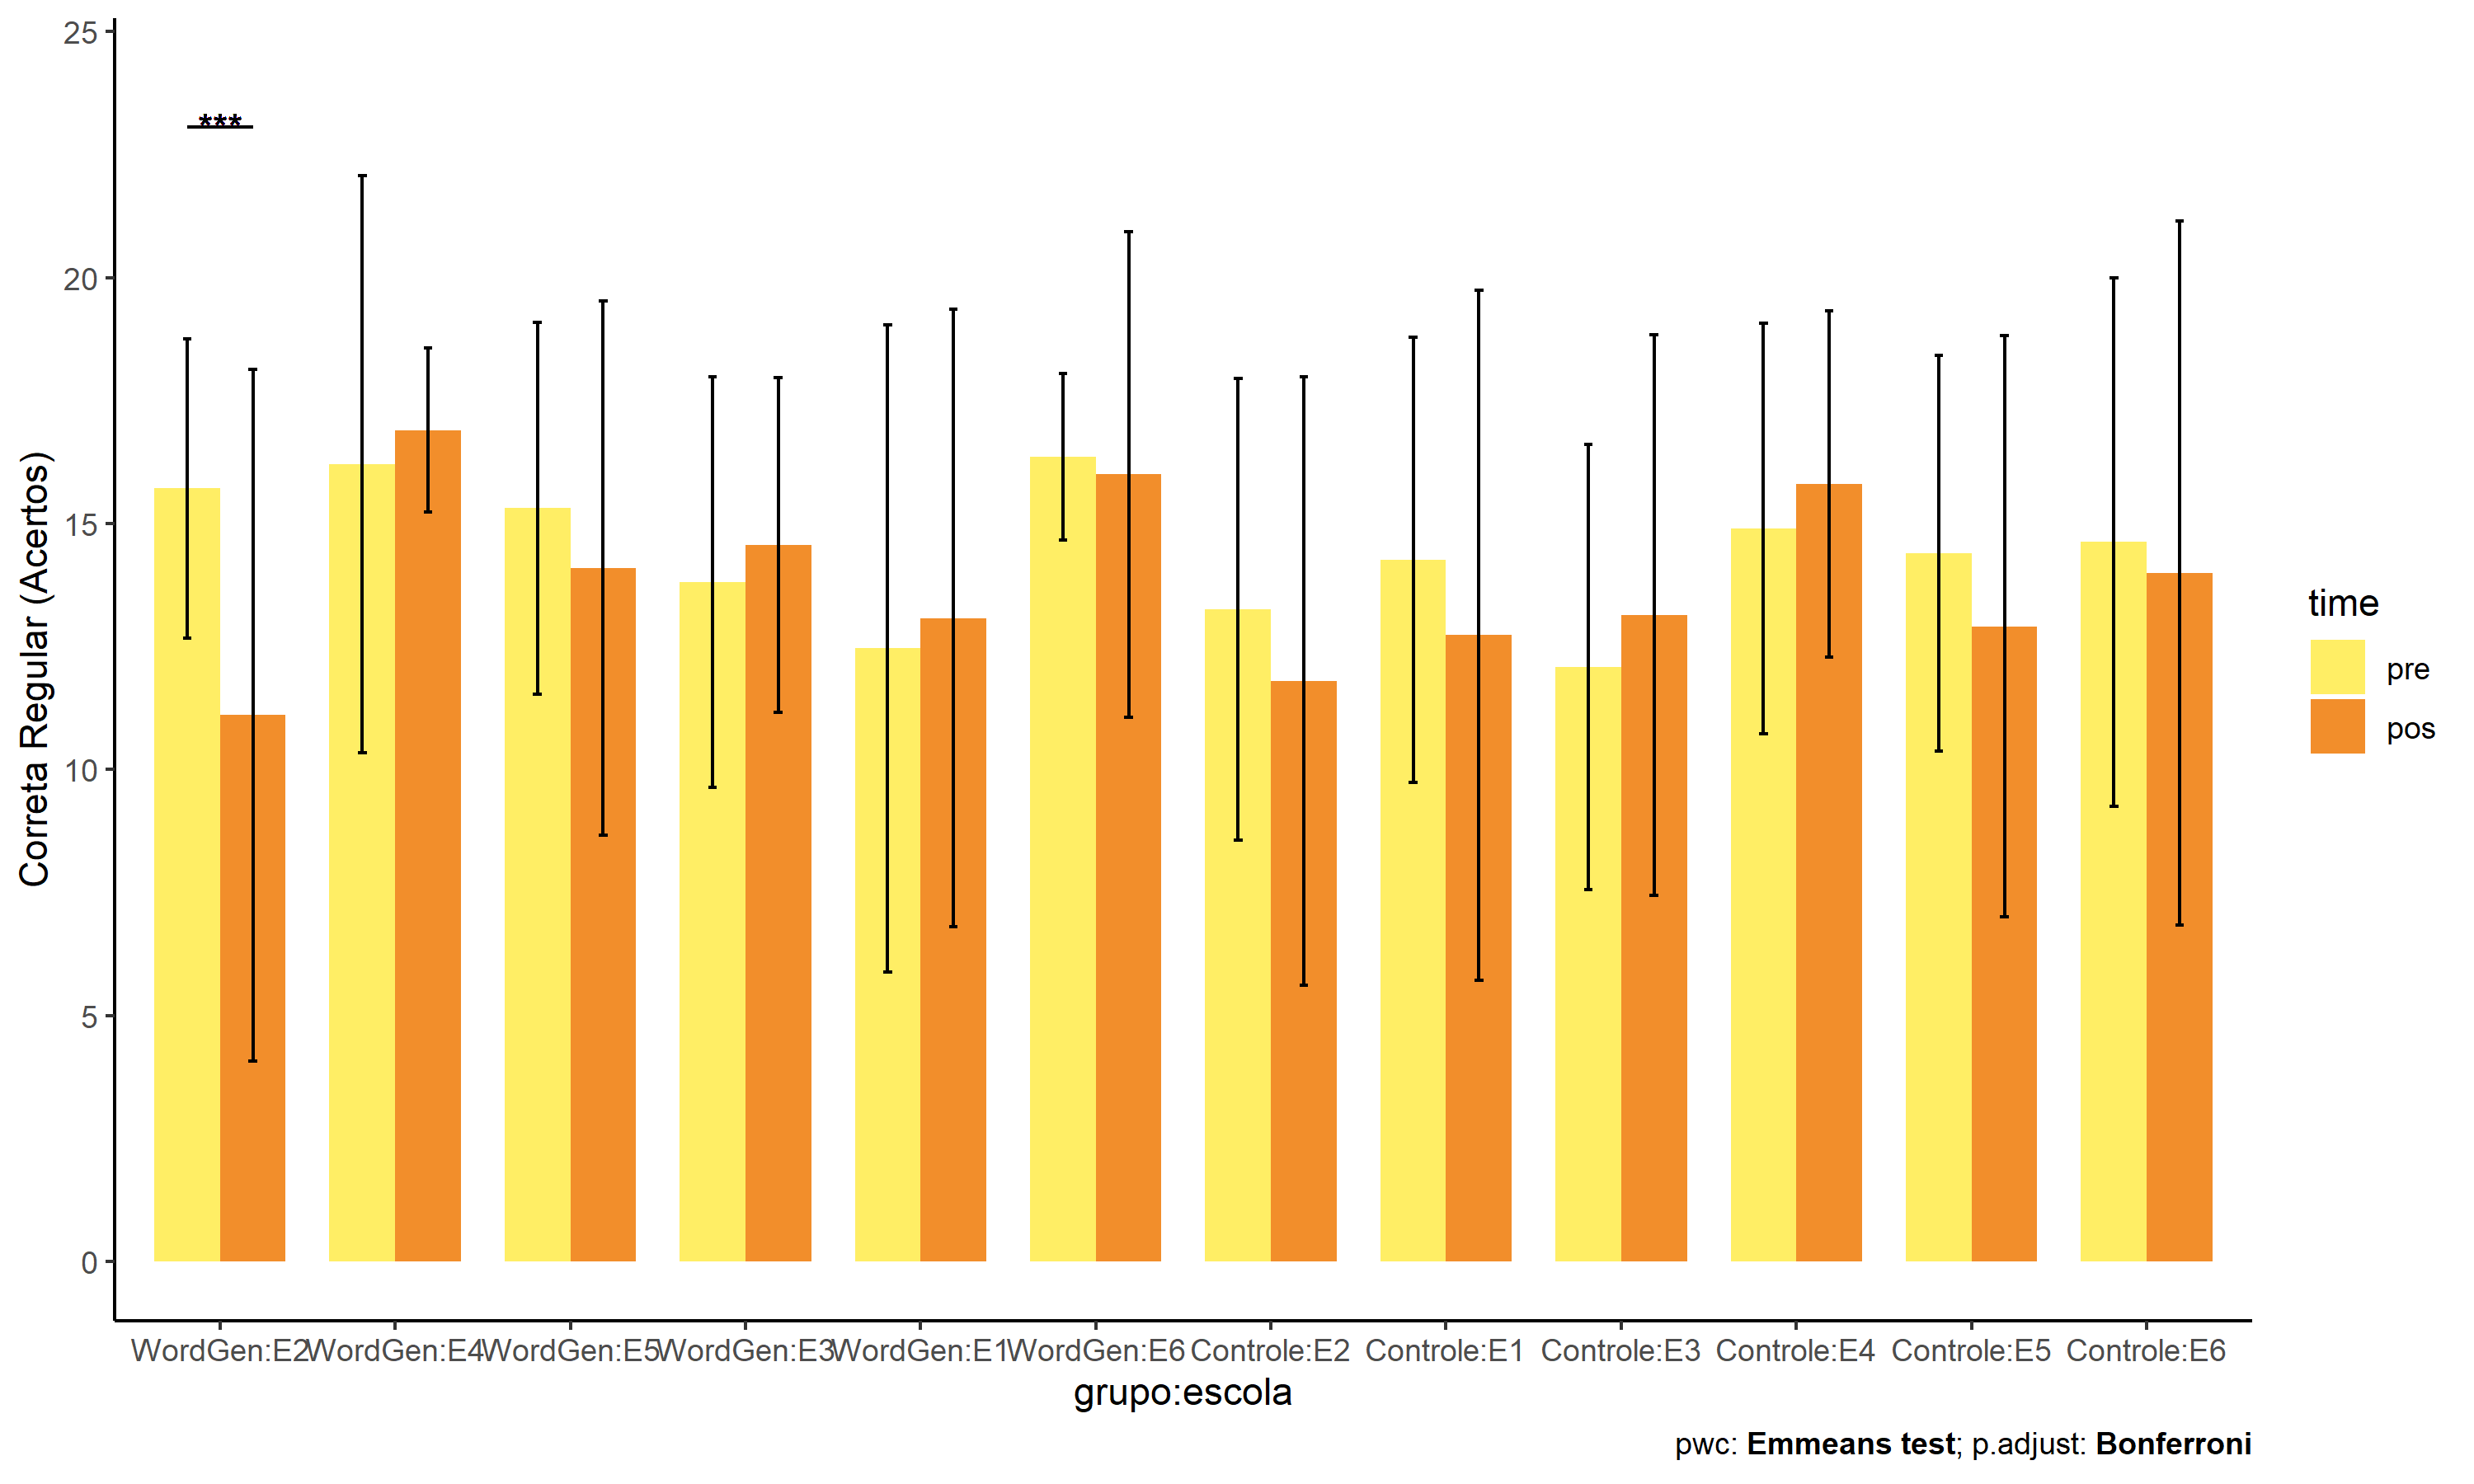 25
***
20
15
10
5
0
Correta Regular (Acertos)
WordGen:E2 WordGen:E4 WordGen:E5 WordGen:E3 WordGen:E1 WordGen:E6 Controle:E2 Controle:E1 Controle:E3 Controle:E4 Controle:E5 Controle:E6
grupo:escola
time
pre
pos
pwc: Emmeans test; p.adjust: Bonferroni